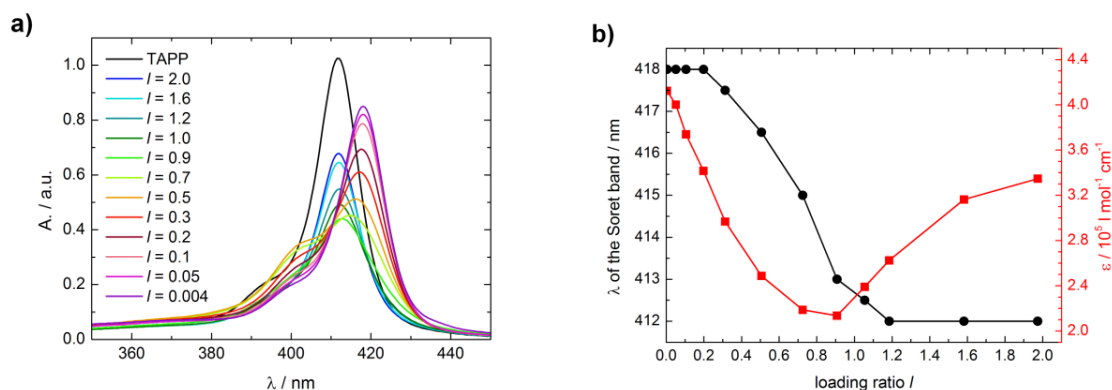 a)
A. / a.u.
1.0
0.8
0.6
0.4
0.2
0.0
TAPP
l = 2.0
l = 1.6
l = 1.2
l = 1.0
l = 0.9
l = 0.7
l = 0.5
l = 0.3
l = 0.2
l = 0.1
l = 0.05
l = 0.004
360 380 400 420 440
λ / nm
b)
λ of the Soret band / nm
418
417
416
415
414
413
412
0.0 0.2 0.4 0.6 0.8 1.0 1.2 1.4 1.6 1.8 2.0
loading ratio l
4.4
4.0
3.6
3.2
2.8
2.4
2.0
ε / 10⁵ l mol⁻¹ cm⁻¹